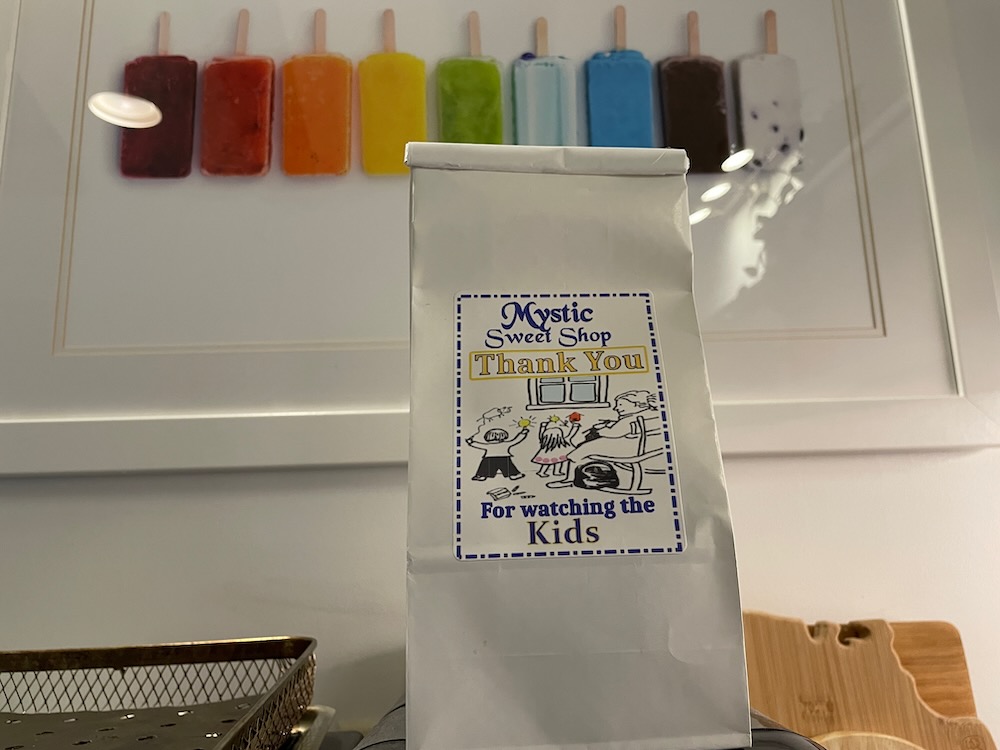 Mystic
Sweet Shop
Thank You
For watching the
Kids